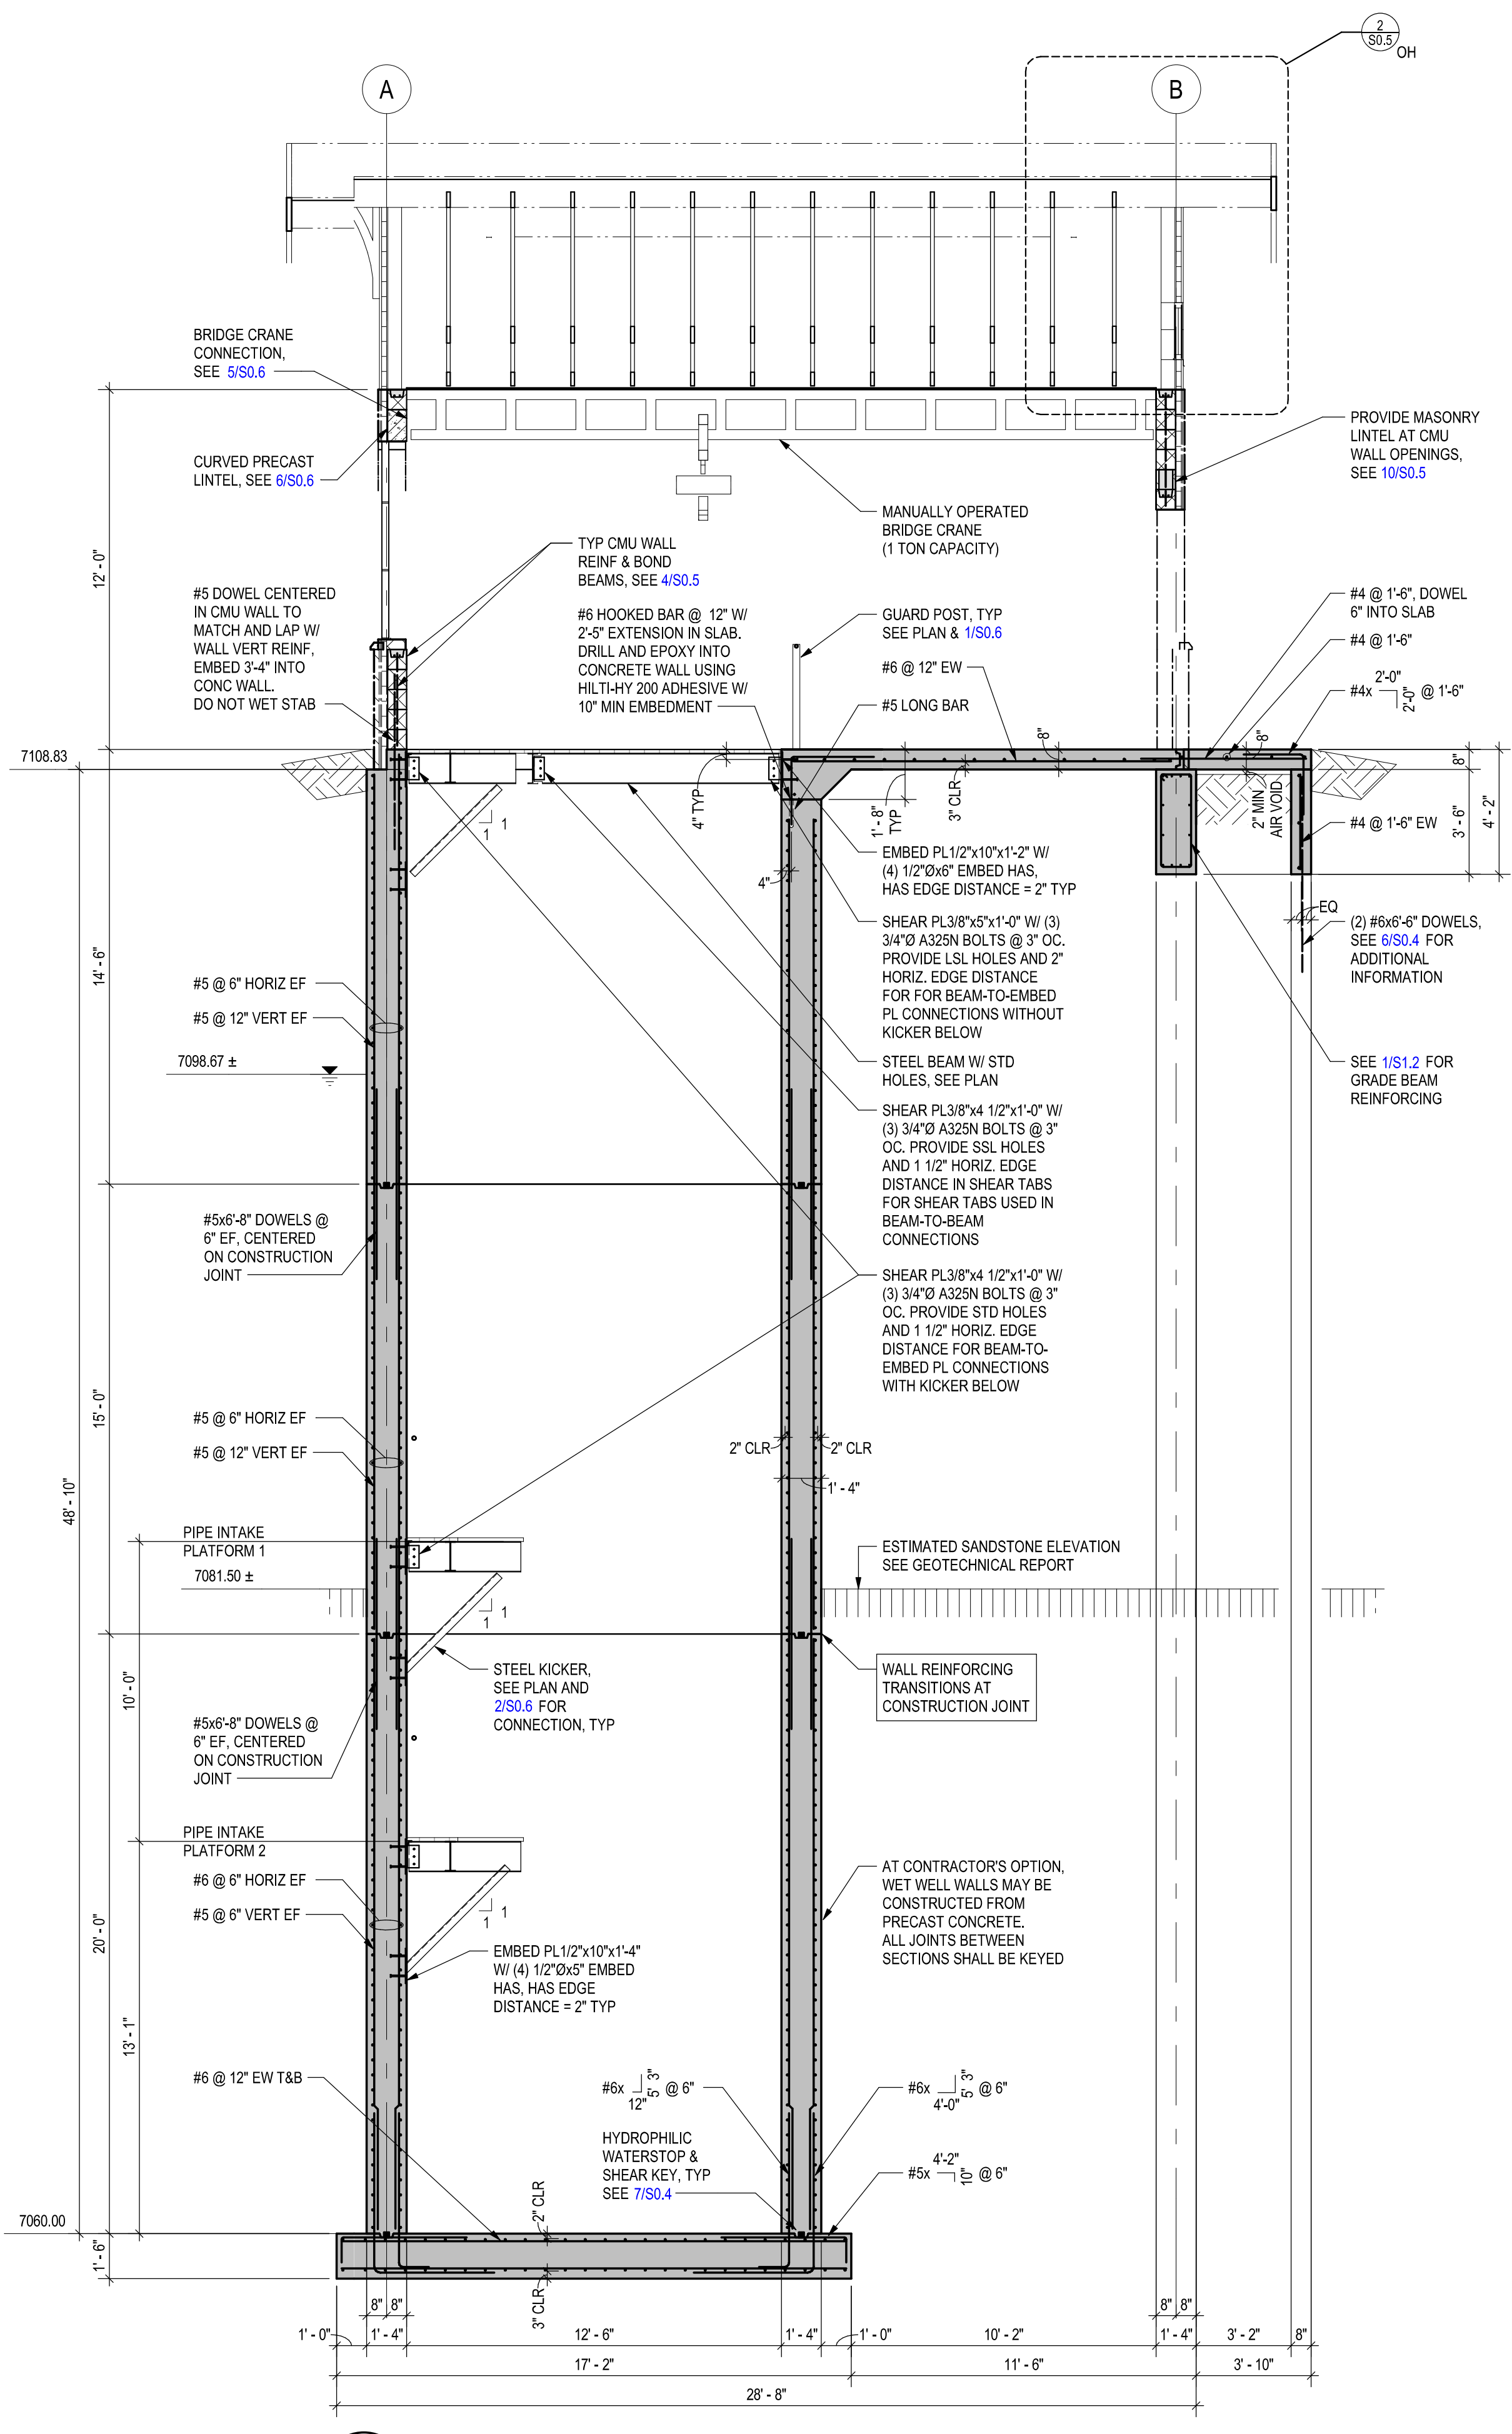 2
S0.5
OH
A
B
BRIDGE CRANE
CONNECTION,
SEE 5/S0.6
CURVED PRECAST
LINTEL, SEE 6/S0.6
PROVIDE MASONRY
LINTEL AT CMU
WALL OPENINGS,
SEE 10/S0.5
MANUALLY OPERATED
BRIDGE CRANE
(1 TON CAPACITY)
12' - 0"
TYP CMU WALL
REINF & BOND
BEAMS, SEE 4/S0.5
#5 DOWEL CENTERED
IN CMU WALL TO
MATCH AND LAP W/
WALL VERT REINF,
EMBED 3'-4" INTO
CONC WALL.
DO NOT WET STAB
#6 HOOKED BAR @ 12" W/
2'-5" EXTENSION IN SLAB.
DRILL AND EPOXY INTO
CONCRETE WALL USING
HILTI-HY 200 ADHESIVE W/
10" MIN EMBEDMENT
GUARD POST, TYP
SEE PLAN & 1/S0.6
#6 @ 12" EW
#5 LONG BAR
#4 @ 1'-6", DOWEL
6" INTO SLAB
#4 @ 1'-6"
#4x 2'-0" 2'-0" @ 1'-6"
7108.83
8"
8"
8"
4" TYP
1' - 8"
TYP
3" CLR
2" MIN
AIR VOID
3' - 6"
4' - 2"
#4 @ 1'-6" EW
1
1
4"
EMBED PL1/2"x10"x1'-2" W/
(4) 1/2"Øx6" EMBED HAS,
HAS EDGE DISTANCE = 2" TYP
EQ
(2) #6x6'-6" DOWELS,
SEE 6/S0.4 FOR
ADDITIONAL
INFORMATION
SHEAR PL3/8"x5"x1'-0" W/ (3)
3/4"Ø A325N BOLTS @ 3" OC.
PROVIDE LSL HOLES AND 2"
HORIZ. EDGE DISTANCE
FOR FOR BEAM-TO-EMBED
PL CONNECTIONS WITHOUT
KICKER BELOW
14' - 6"
#5 @ 6" HORIZ EF
#5 @ 12" VERT EF
7098.67 ±
STEEL BEAM W/ STD
HOLES, SEE PLAN
SEE 1/S1.2 FOR
GRADE BEAM
REINFORCING
SHEAR PL3/8"x4 1/2"x1'-0" W/
(3) 3/4"Ø A325N BOLTS @ 3"
OC. PROVIDE SSL HOLES
AND 1 1/2" HORIZ. EDGE
DISTANCE IN SHEAR TABS
FOR SHEAR TABS USED IN
BEAM-TO-BEAM
CONNECTIONS
#5x6'-8" DOWELS @
6" EF, CENTERED
ON CONSTRUCTION
JOINT
SHEAR PL3/8"x4 1/2"x1'-0" W/
(3) 3/4"Ø A325N BOLTS @ 3"
OC. PROVIDE STD HOLES
AND 1 1/2" HORIZ. EDGE
DISTANCE FOR BEAM-TO-
EMBED PL CONNECTIONS
WITH KICKER BELOW
15' - 0"
48' - 10"
#5 @ 6" HORIZ EF
#5 @ 12" VERT EF
2" CLR
2" CLR
1' - 4"
PIPE INTAKE
PLATFORM 1
7081.50 ±
ESTIMATED SANDSTONE ELEVATION
SEE GEOTECHNICAL REPORT
1
1
10' - 0"
STEEL KICKER,
SEE PLAN AND
2/S0.6 FOR
CONNECTION, TYP
WALL REINFORCING
TRANSITIONS AT
CONSTRUCTION JOINT
#5x6'-8" DOWELS @
6" EF, CENTERED
ON CONSTRUCTION
JOINT
PIPE INTAKE
PLATFORM 2
#6 @ 6" HORIZ EF
#5 @ 6" VERT EF
1
1
20' - 0"
13' - 1"
AT CONTRACTOR'S OPTION,
WET WELL WALLS MAY BE
CONSTRUCTED FROM
PRECAST CONCRETE.
ALL JOINTS BETWEEN
SECTIONS SHALL BE KEYED
EMBED PL1/2"x10"x1'-4"
W/ (4) 1/2"Øx5" EMBED
HAS, HAS EDGE
DISTANCE = 2" TYP
#6 @ 12" EW T&B
#6x 12" 5' 3" @ 6"
#6x 4'-0" 5' 3" @ 6"
HYDROPHILIC
WATERSTOP &
SHEAR KEY, TYP
SEE 7/S0.4
#5x 4'-2" 10" @ 6"
2" CLR
7060.00
1' - 6"
3" CLR
8"
8"
8"
8"
1' - 0"
1' - 4"
12' - 6"
1' - 4"
1' - 0"
10' - 2"
1' - 4"
3' - 2"
8"
17' - 2"
11' - 6"
3' - 10"
28' - 8"